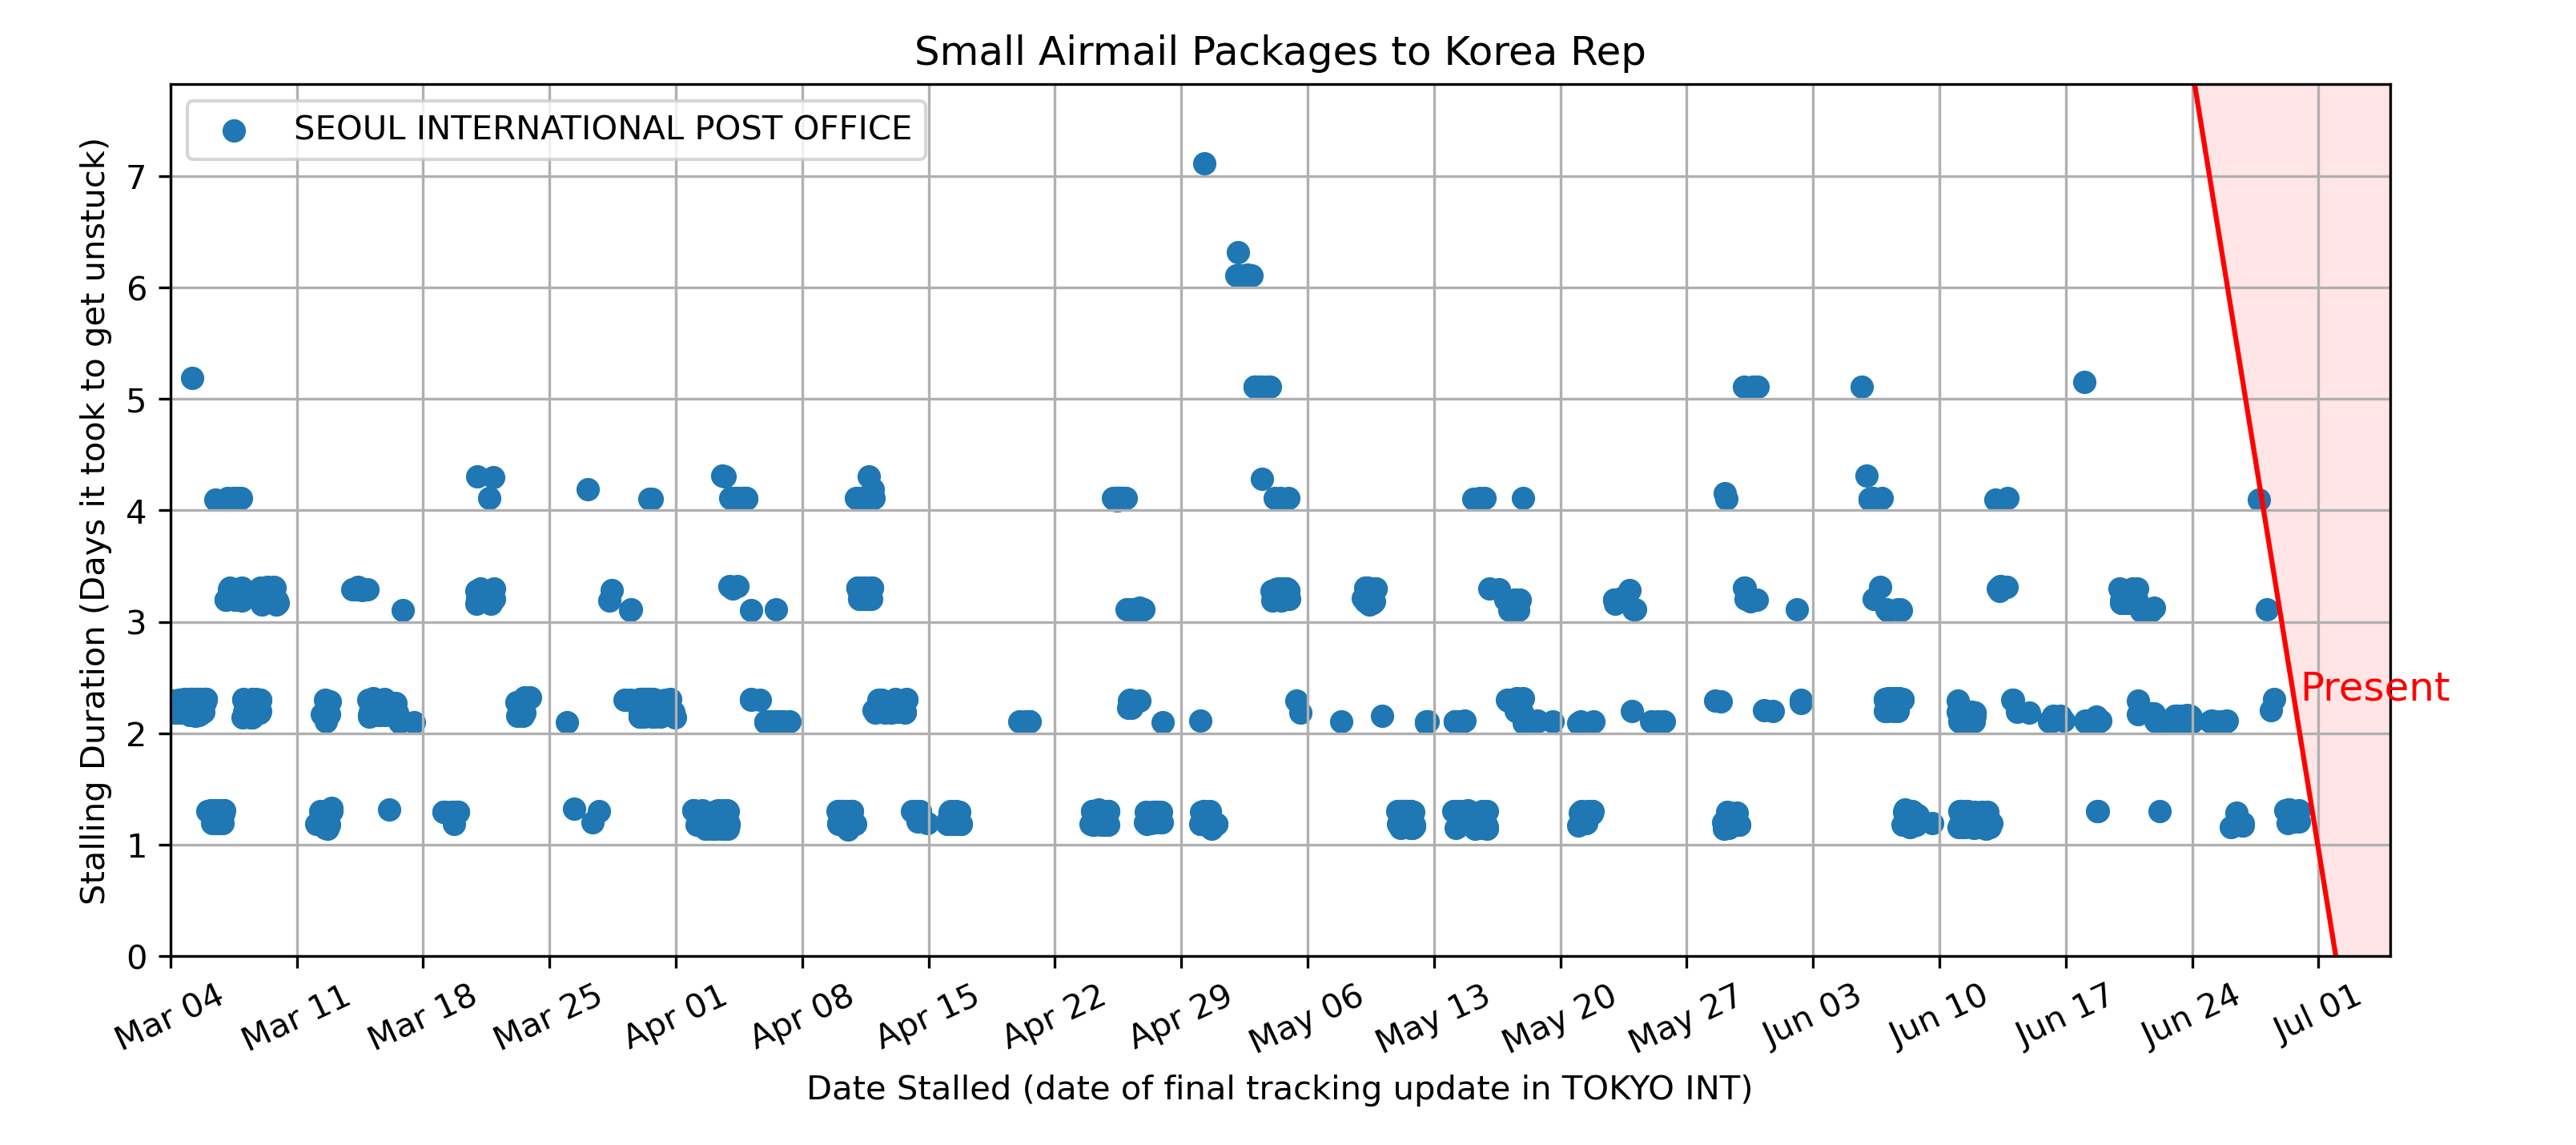 Small Airmail Packages to Korea Rep
SEOUL INTERNATIONAL POST OFFICE
Stalling Duration (Days it took to get unstuck)
7
6
5
4
3
2
1
0
Present
Mar 04
Mar 11
Mar 18
Mar 25
Apr 01
Apr 08
Apr 15
Apr 22
Apr 29
May 06
May 13
May 20
May 27
Jun 03
Jun 10
Jun 17
Jun 24
Jul 01
Date Stalled (date of final tracking update in TOKYO INT)